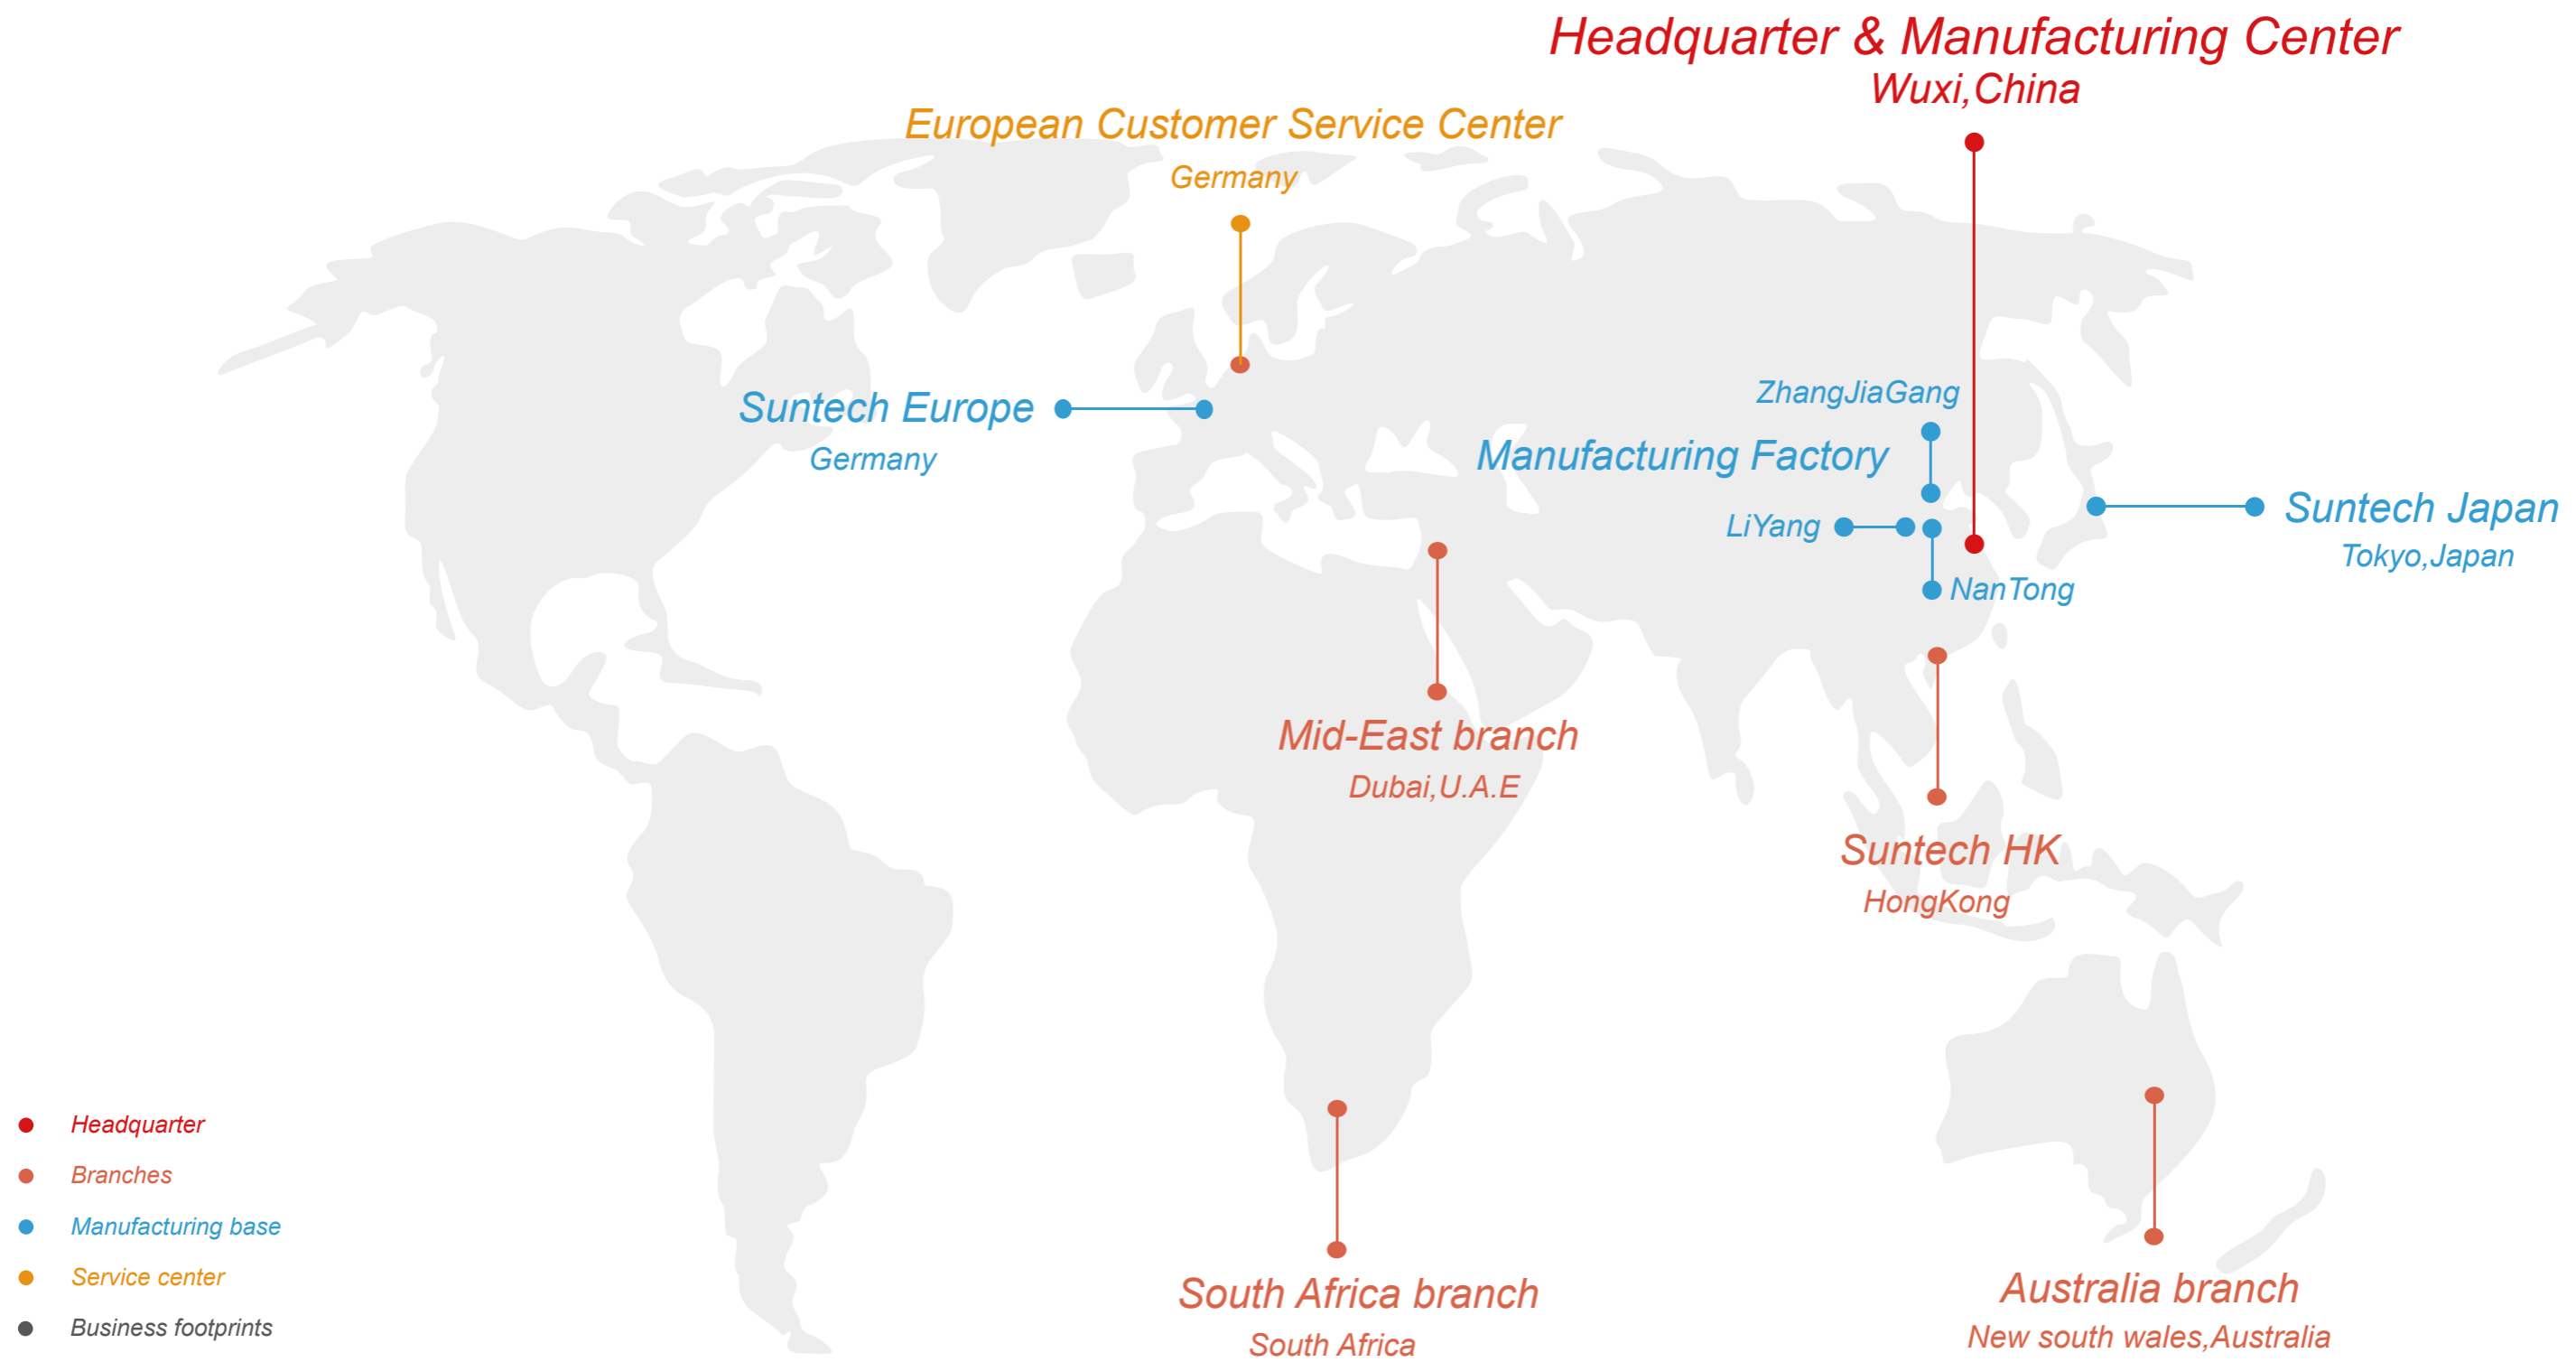 Headquarter & Manufacturing Center
Wuxi,China
European Customer Service Center
Germany
Suntech Europe
Germany
ZhangJiaGang
Manufacturing Factory
LiYang
NanTong
Suntech Japan
Tokyo,Japan
Mid-East branch
Dubai,U.A.E
Suntech HK
HongKong
South Africa branch
South Africa
Australia branch
New south wales,Australia
Headquarter
Branches
Manufacturing base
Service center
Business footprints